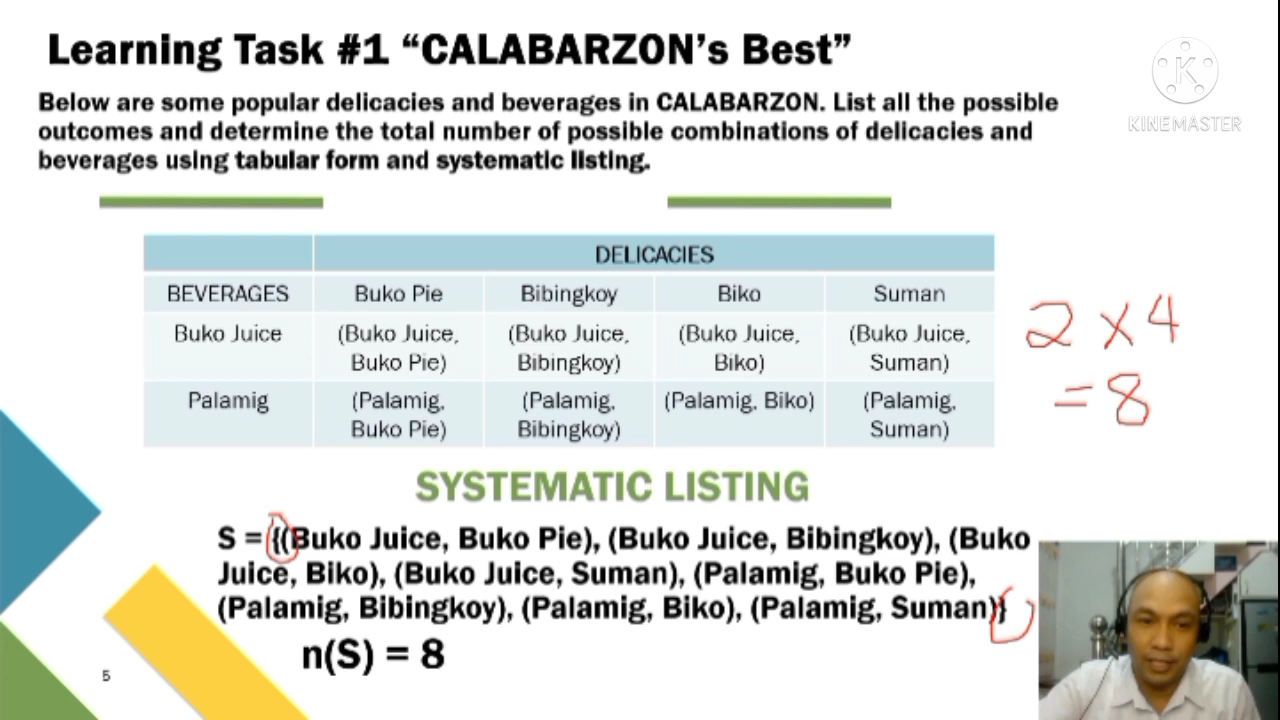 Learning Task #1 “CALABARZON’s Best”
KINEMASTER
Below are some popular delicacies and beverages in CALABARZON. List all the possible
outcomes and determine the total number of possible combinations of delicacies and
beverages using tabular form and systematic listing.
DELICACIES
BEVERAGES Buko Pie Bibingkoy Biko Suman
Buko Juice (Buko Juice, Buko Pie) (Buko Juice, Bibingkoy) (Buko Juice, Biko) (Buko Juice, Suman)
Palamig (Palamig, Buko Pie) (Palamig, Bibingkoy) (Palamig, Biko) (Palamig, Suman)
2 x 4
= 8
SYSTEMATIC LISTING
S = {(Buko Juice, Buko Pie), (Buko Juice, Bibingkoy), (Buko
Juice, Biko), (Buko Juice, Suman), (Palamig, Buko Pie),
(Palamig, Bibingkoy), (Palamig, Biko), (Palamig, Suman)}
n(S) = 8
5